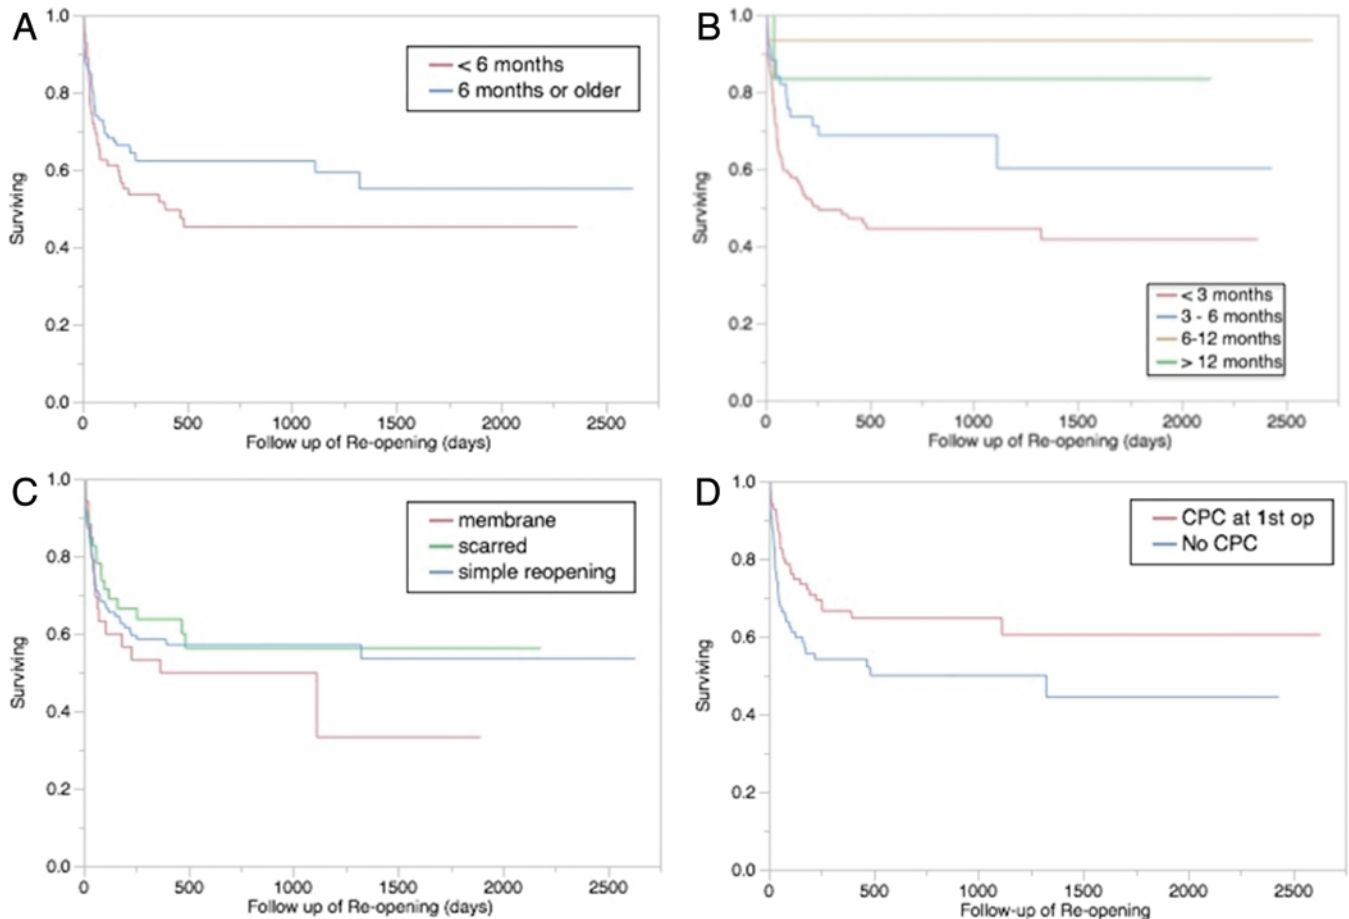 A
1.0
0.8
0.6
0.4
0.2
0.0
Surviving
< 6 months
6 months or older
0 500 1000 1500 2000 2500
Follow up of Re-opening (days)
B
1.0
0.8
0.6
0.4
0.2
0.0
Surviving
< 3 months
3 - 6 months
6-12 months
> 12 months
0 500 1000 1500 2000 2500
Follow up of Re-opening (days)
C
1.0
0.8
0.6
0.4
0.2
0.0
Surviving
membrane
scarred
simple reopening
0 500 1000 1500 2000 2500
Follow up of Re-opening (days)
D
1.0
0.8
0.6
0.4
0.2
0.0
Surviving
CPC at 1st op
No CPC
0 500 1000 1500 2000 2500
Follow-up of Re-opening